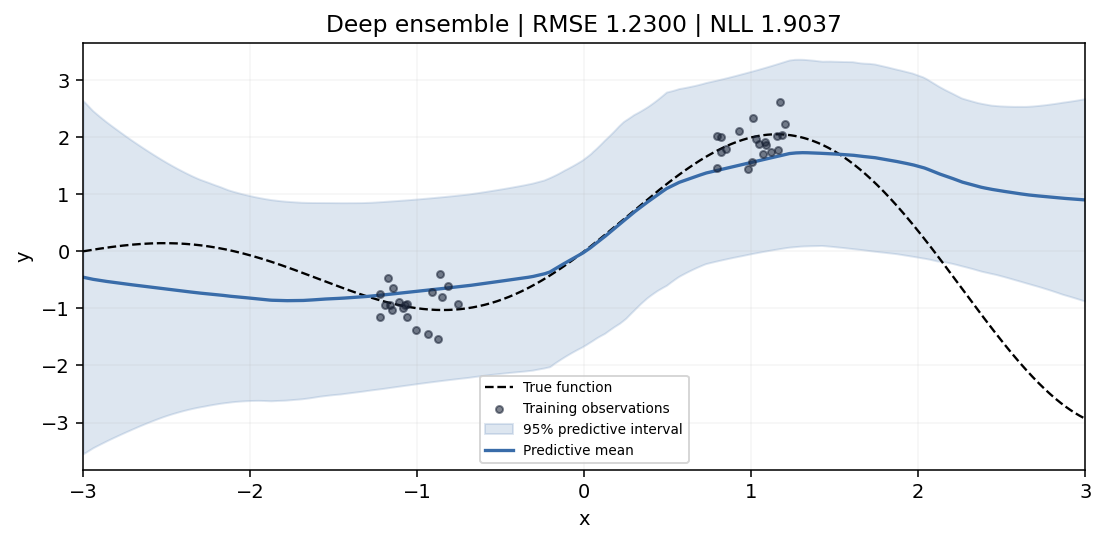 Deep ensemble | RMSE 1.2300 | NLL 1.9037
3
2
1
0
−1
−2
−3
y
True function
Training observations
95% predictive interval
Predictive mean
−3 −2 −1 0 1 2 3
x